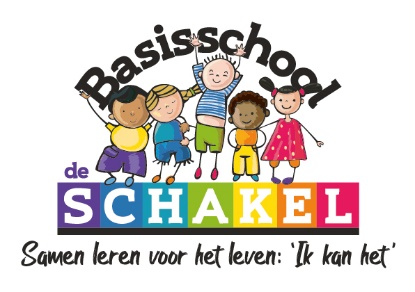 Basisschool
de
SCHAKEL
Samen leren voor het leven: 'Ik kan het'